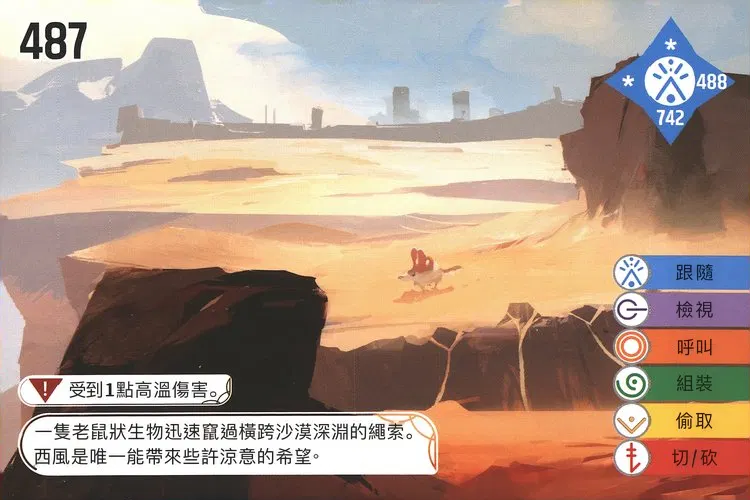 487
*
* 488
742
跟隨
檢視
呼叫
組裝
偷取
切/砍
! 受到1點高溫傷害。
一隻老鼠狀生物迅速竄過橫跨沙漠深淵的繩索。
西風是唯一能帶來些許涼意的希望。